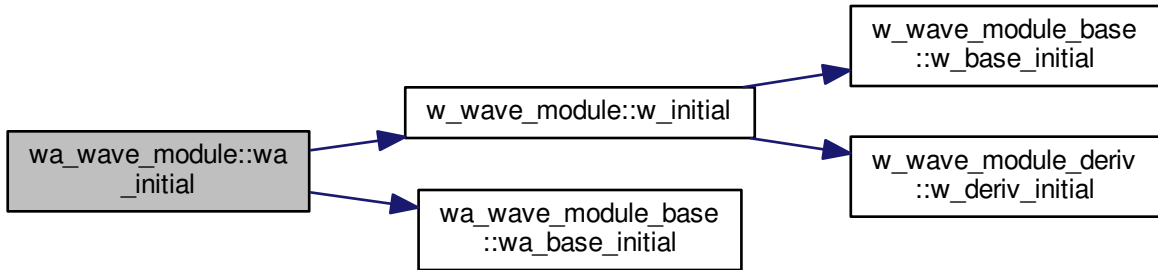 wa_wave_module::wa
_initial
w_wave_module::w_initial
wa_wave_module_base
::wa_base_initial
w_wave_module_base
::w_base_initial
w_wave_module_deriv
::w_deriv_initial